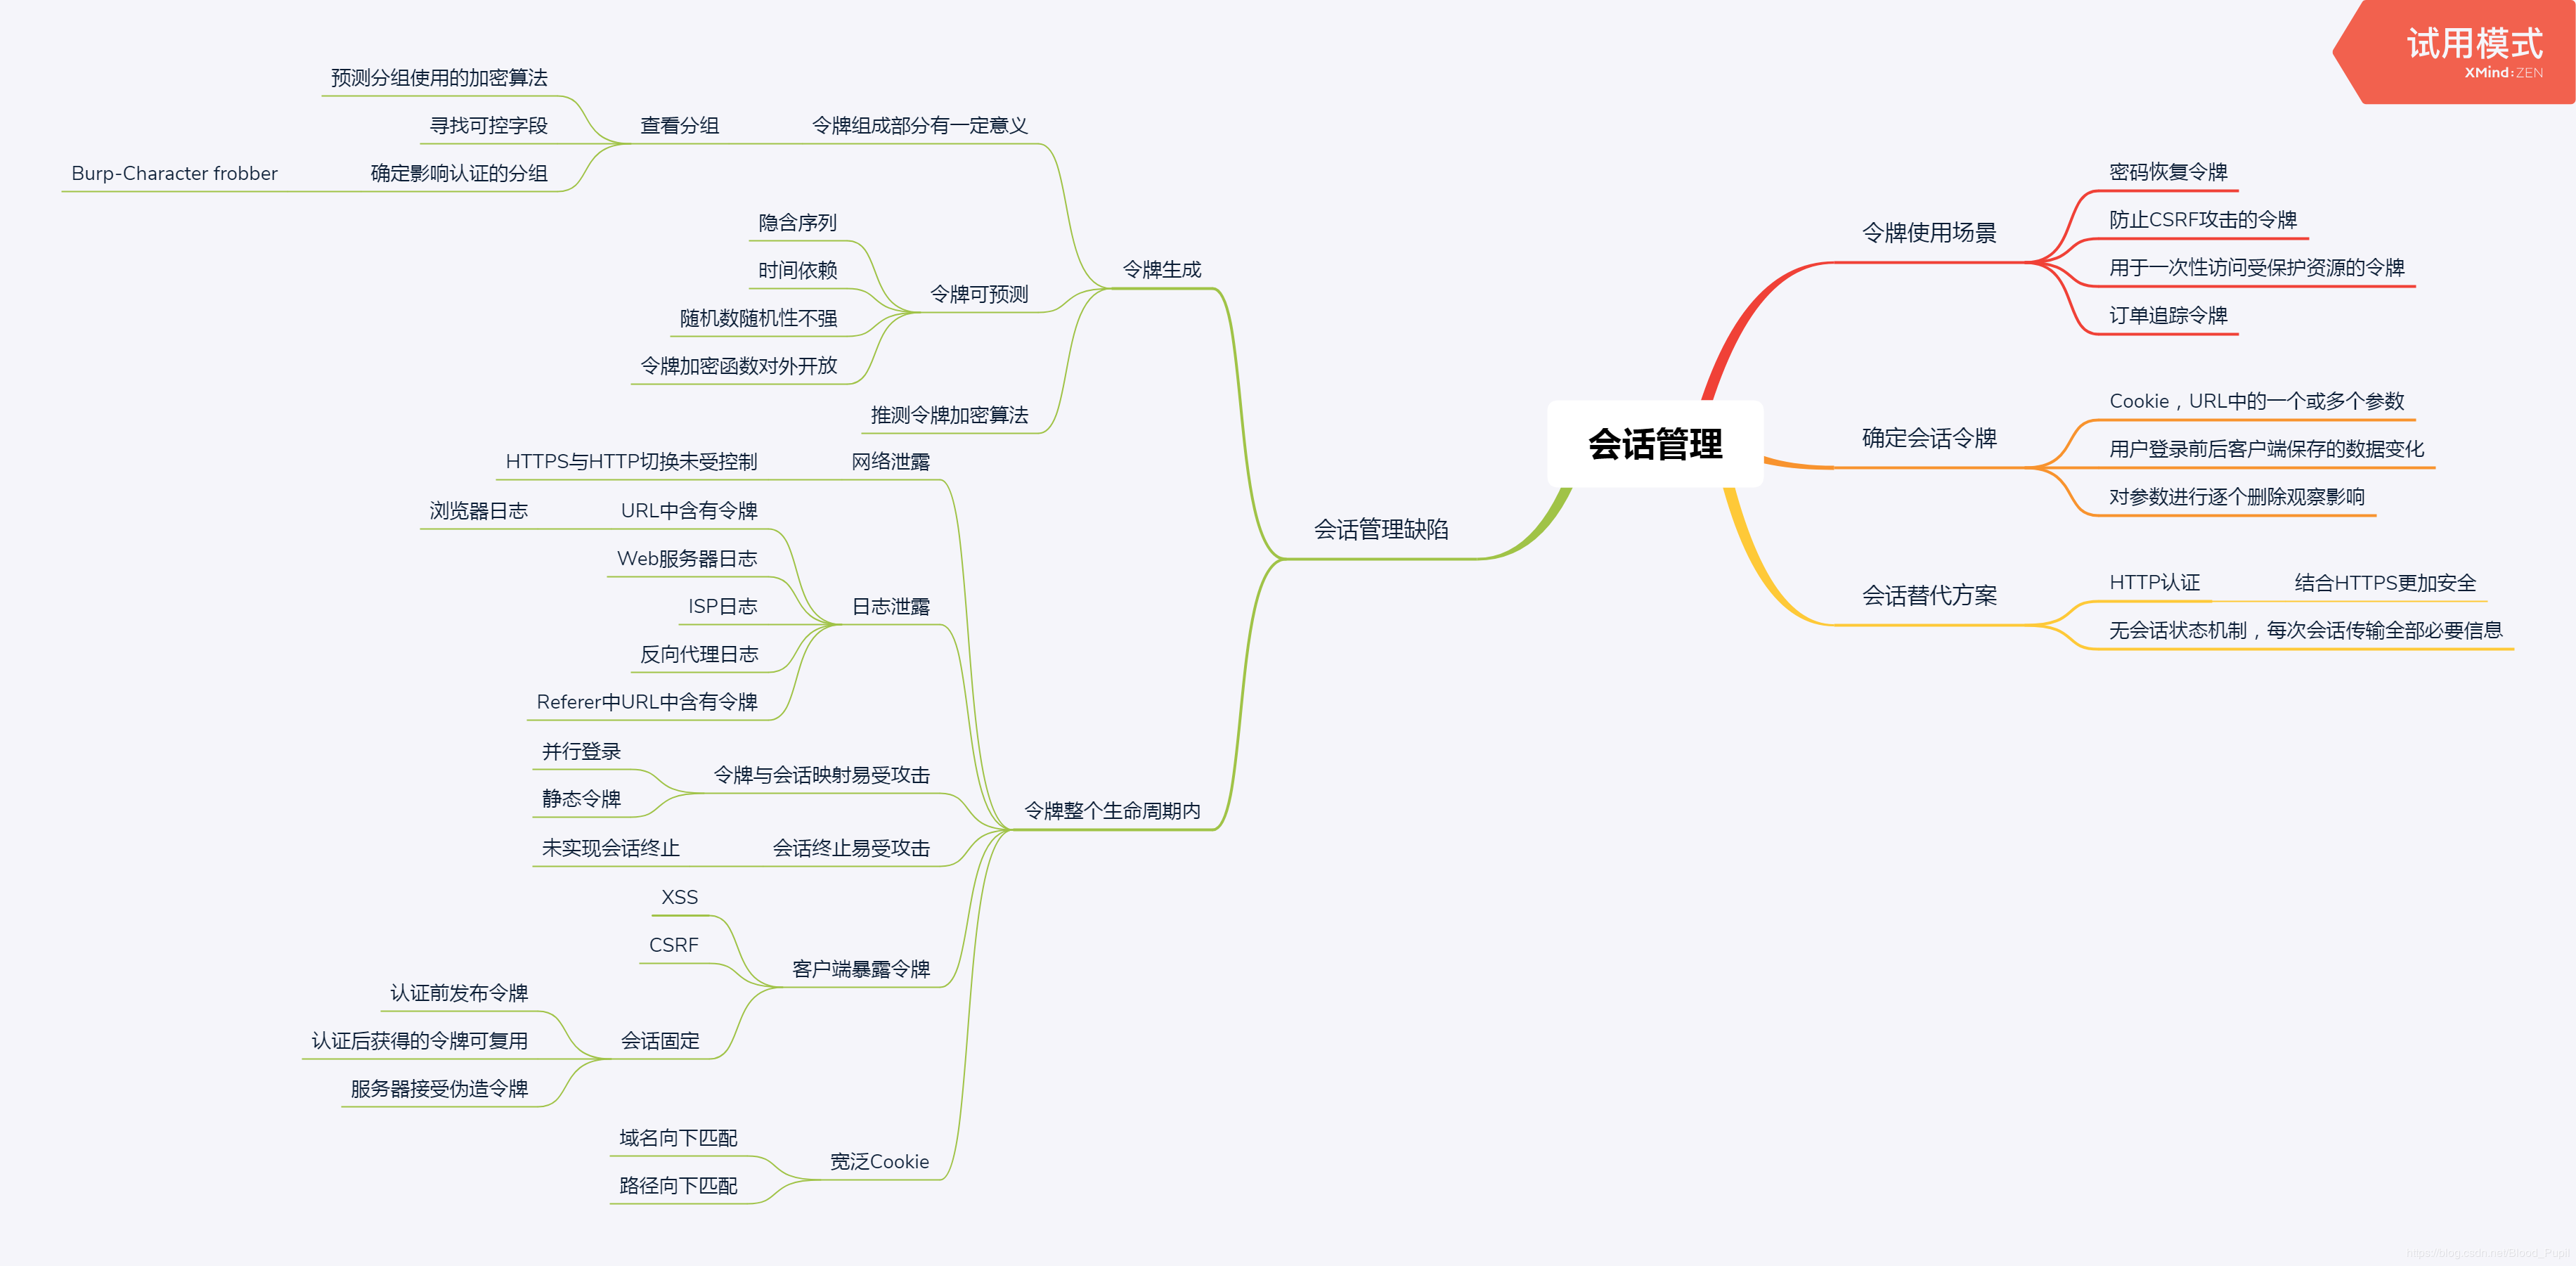 试用模式
XMind:ZEN
会话管理
令牌使用场景
密码恢复令牌
防止CSRF攻击的令牌
用于一次性访问受保护资源的令牌
订单追踪令牌
确定会话令牌
Cookie，URL中的一个或多个参数
用户登录前后客户端保存的数据变化
对参数进行逐个删除观察影响
会话替代方案
HTTP认证
结合HTTPS更加安全
无会话状态机制，每次会话传输全部必要信息
会话管理缺陷
令牌生成
令牌组成部分有一定意义
查看分组
预测分组使用的加密算法
寻找可控字段
确定影响认证的分组
Burp-Character frobber
令牌可预测
隐含序列
时间依赖
随机数随机性不强
令牌加密函数对外开放
推测令牌加密算法
令牌整个生命周期内
网络泄露
HTTPS与HTTP切换未受控制
日志泄露
URL中含有令牌
浏览器日志
Web服务器日志
ISP日志
反向代理日志
Referer中URL中含有令牌
令牌与会话映射易受攻击
并行登录
静态令牌
会话终止易受攻击
未实现会话终止
客户端暴露令牌
XSS
CSRF
会话固定
认证前发布令牌
认证后获得的令牌可复用
服务器接受伪造令牌
宽泛Cookie
域名向下匹配
路径向下匹配
https://blog.csdn.net/Blood_Pupil